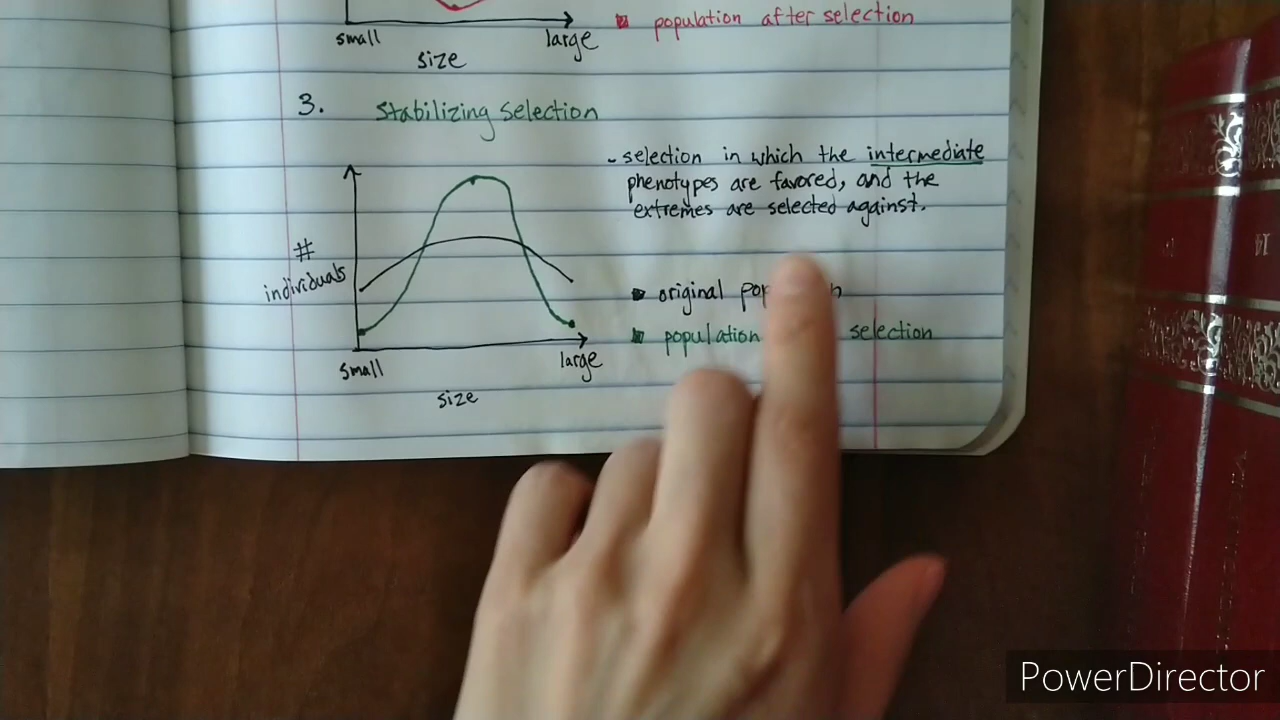 population after selection
small
large
size
3. Stabilizing Selection
- selection in which the intermediate
phenotypes are favored, and the
extremes are selected against.
#
individuals
original
population
selection
small
large
size
PowerDirector